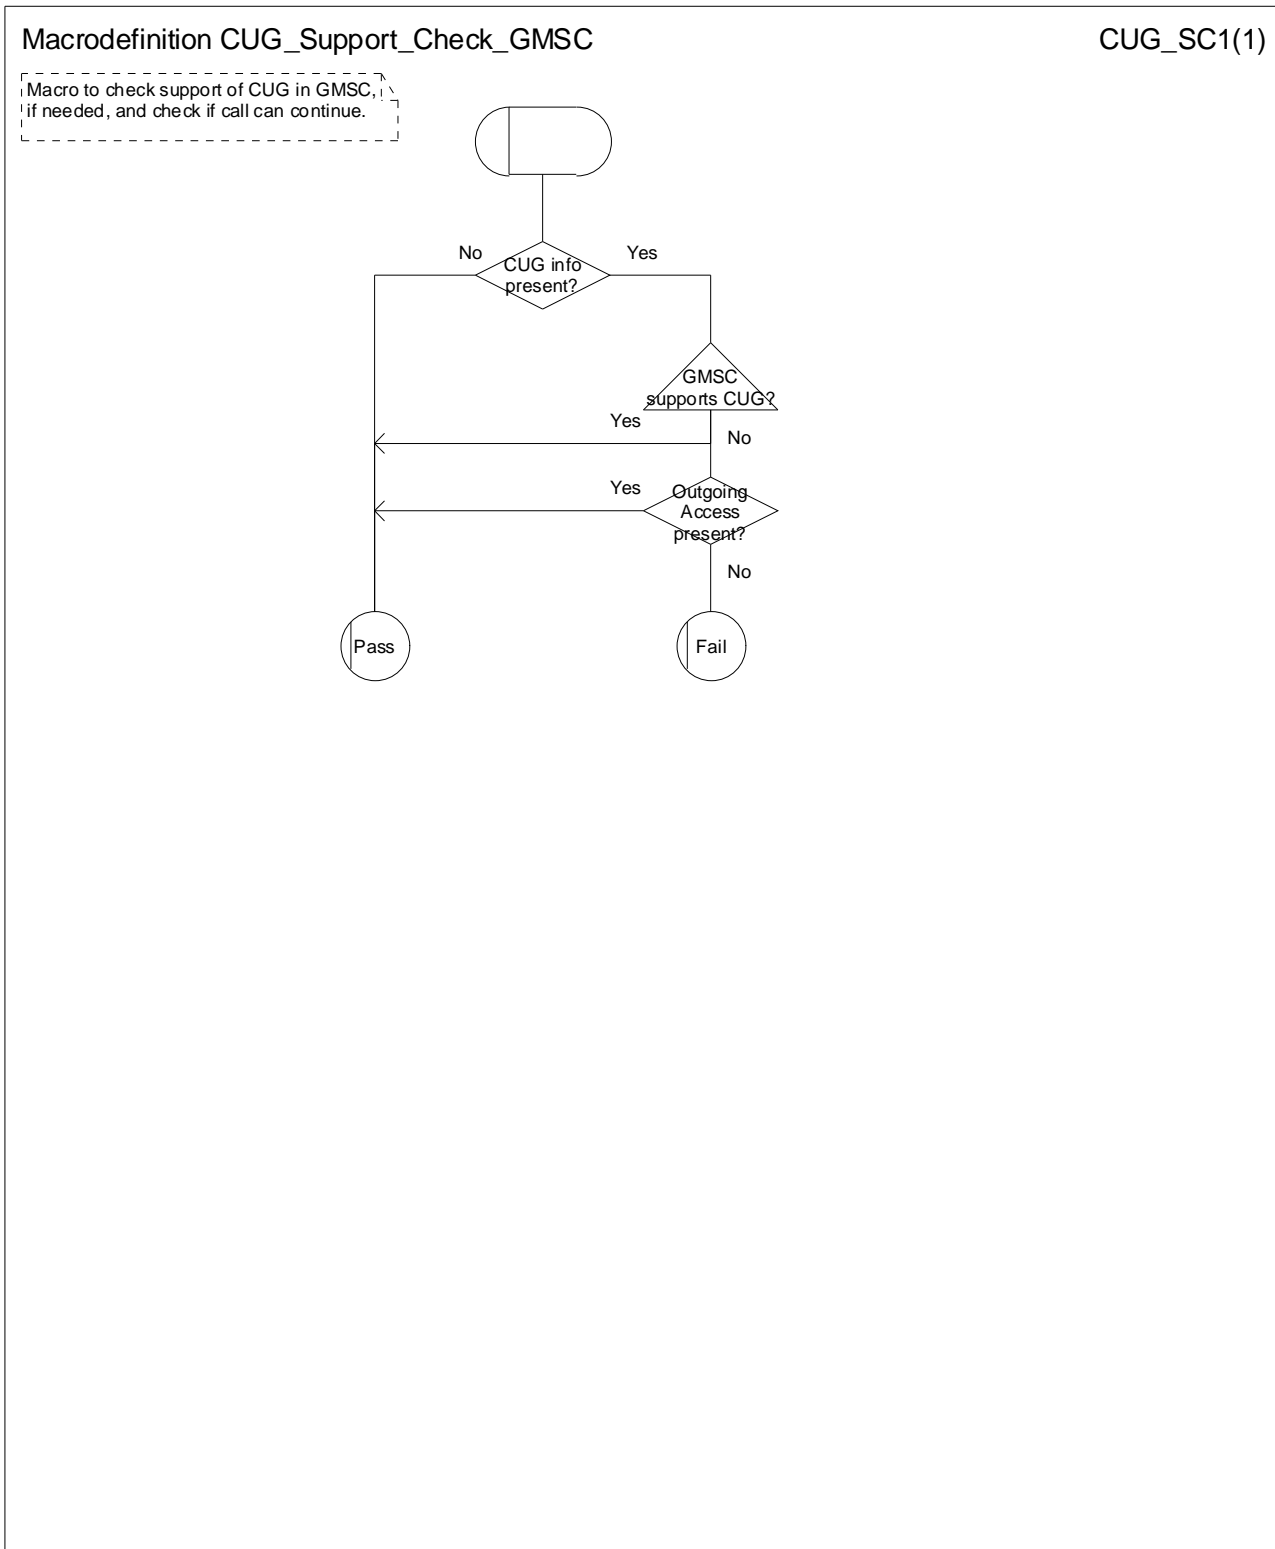 Macrodefinition CUG_Support_Check_GMSC
CUG_SC1(1)
Macro to check support of CUG in GMSC,
if needed, and check if call can continue.
No
Yes
CUG info
present?
GMSC
supports CUG?
Yes
No
Yes
Outgoing
Access
present?
No
Pass
Fail